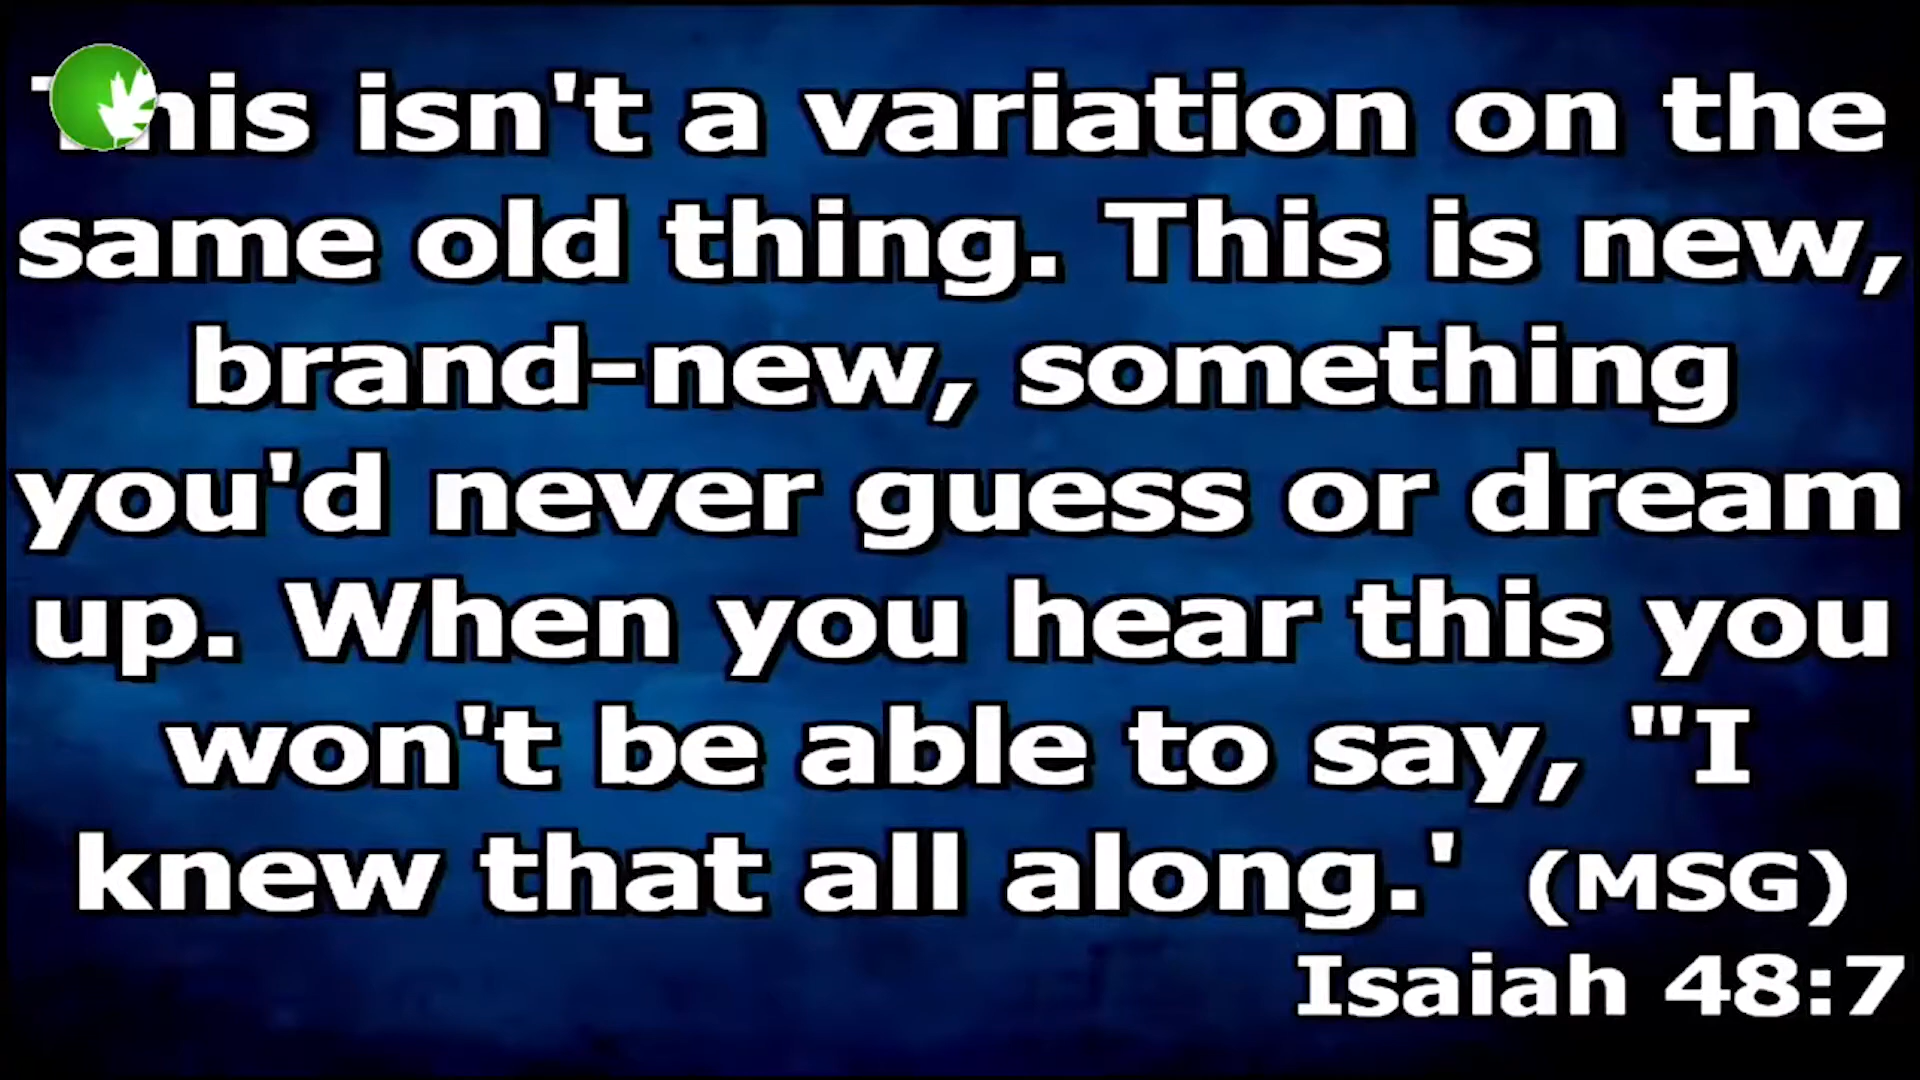 This isn't a variation on the
same old thing. This is new,
brand-new, something
you'd never guess or dream
up. When you hear this you
won't be able to say, "I
knew that all along.' (MSG)
Isaiah 48:7